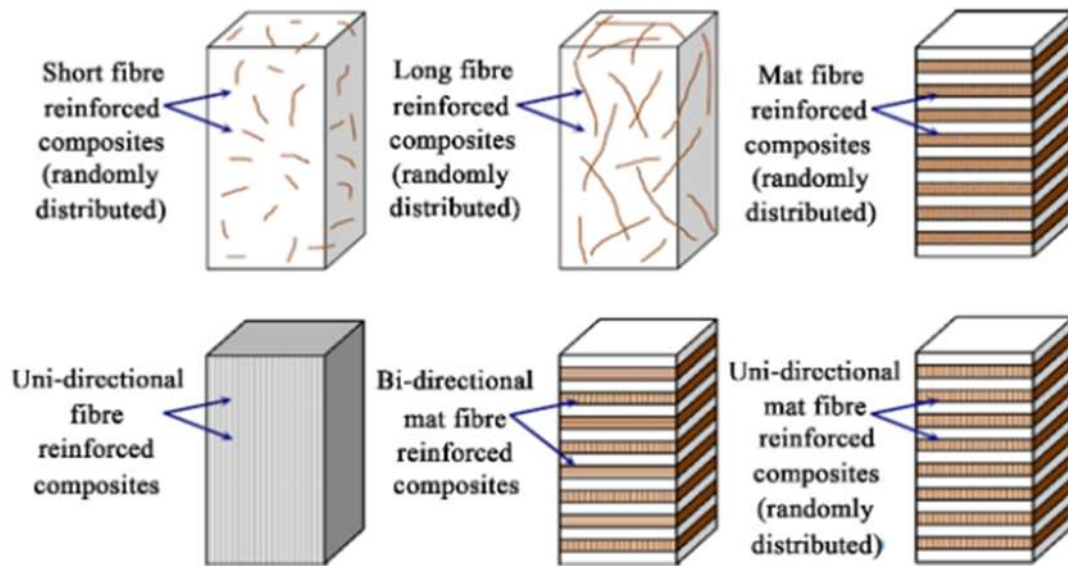 Short fibre
reinforced
composites
(randomly
distributed)
Long fibre
reinforced
composites
(randomly
distributed)
Mat fibre
reinforced
composites
(randomly
distributed)
Uni-directional
fibre
reinforced
composites
Bi-directional
mat fibre
reinforced
composites
Uni-directional
mat fibre
reinforced
composites
(randomly
distributed)